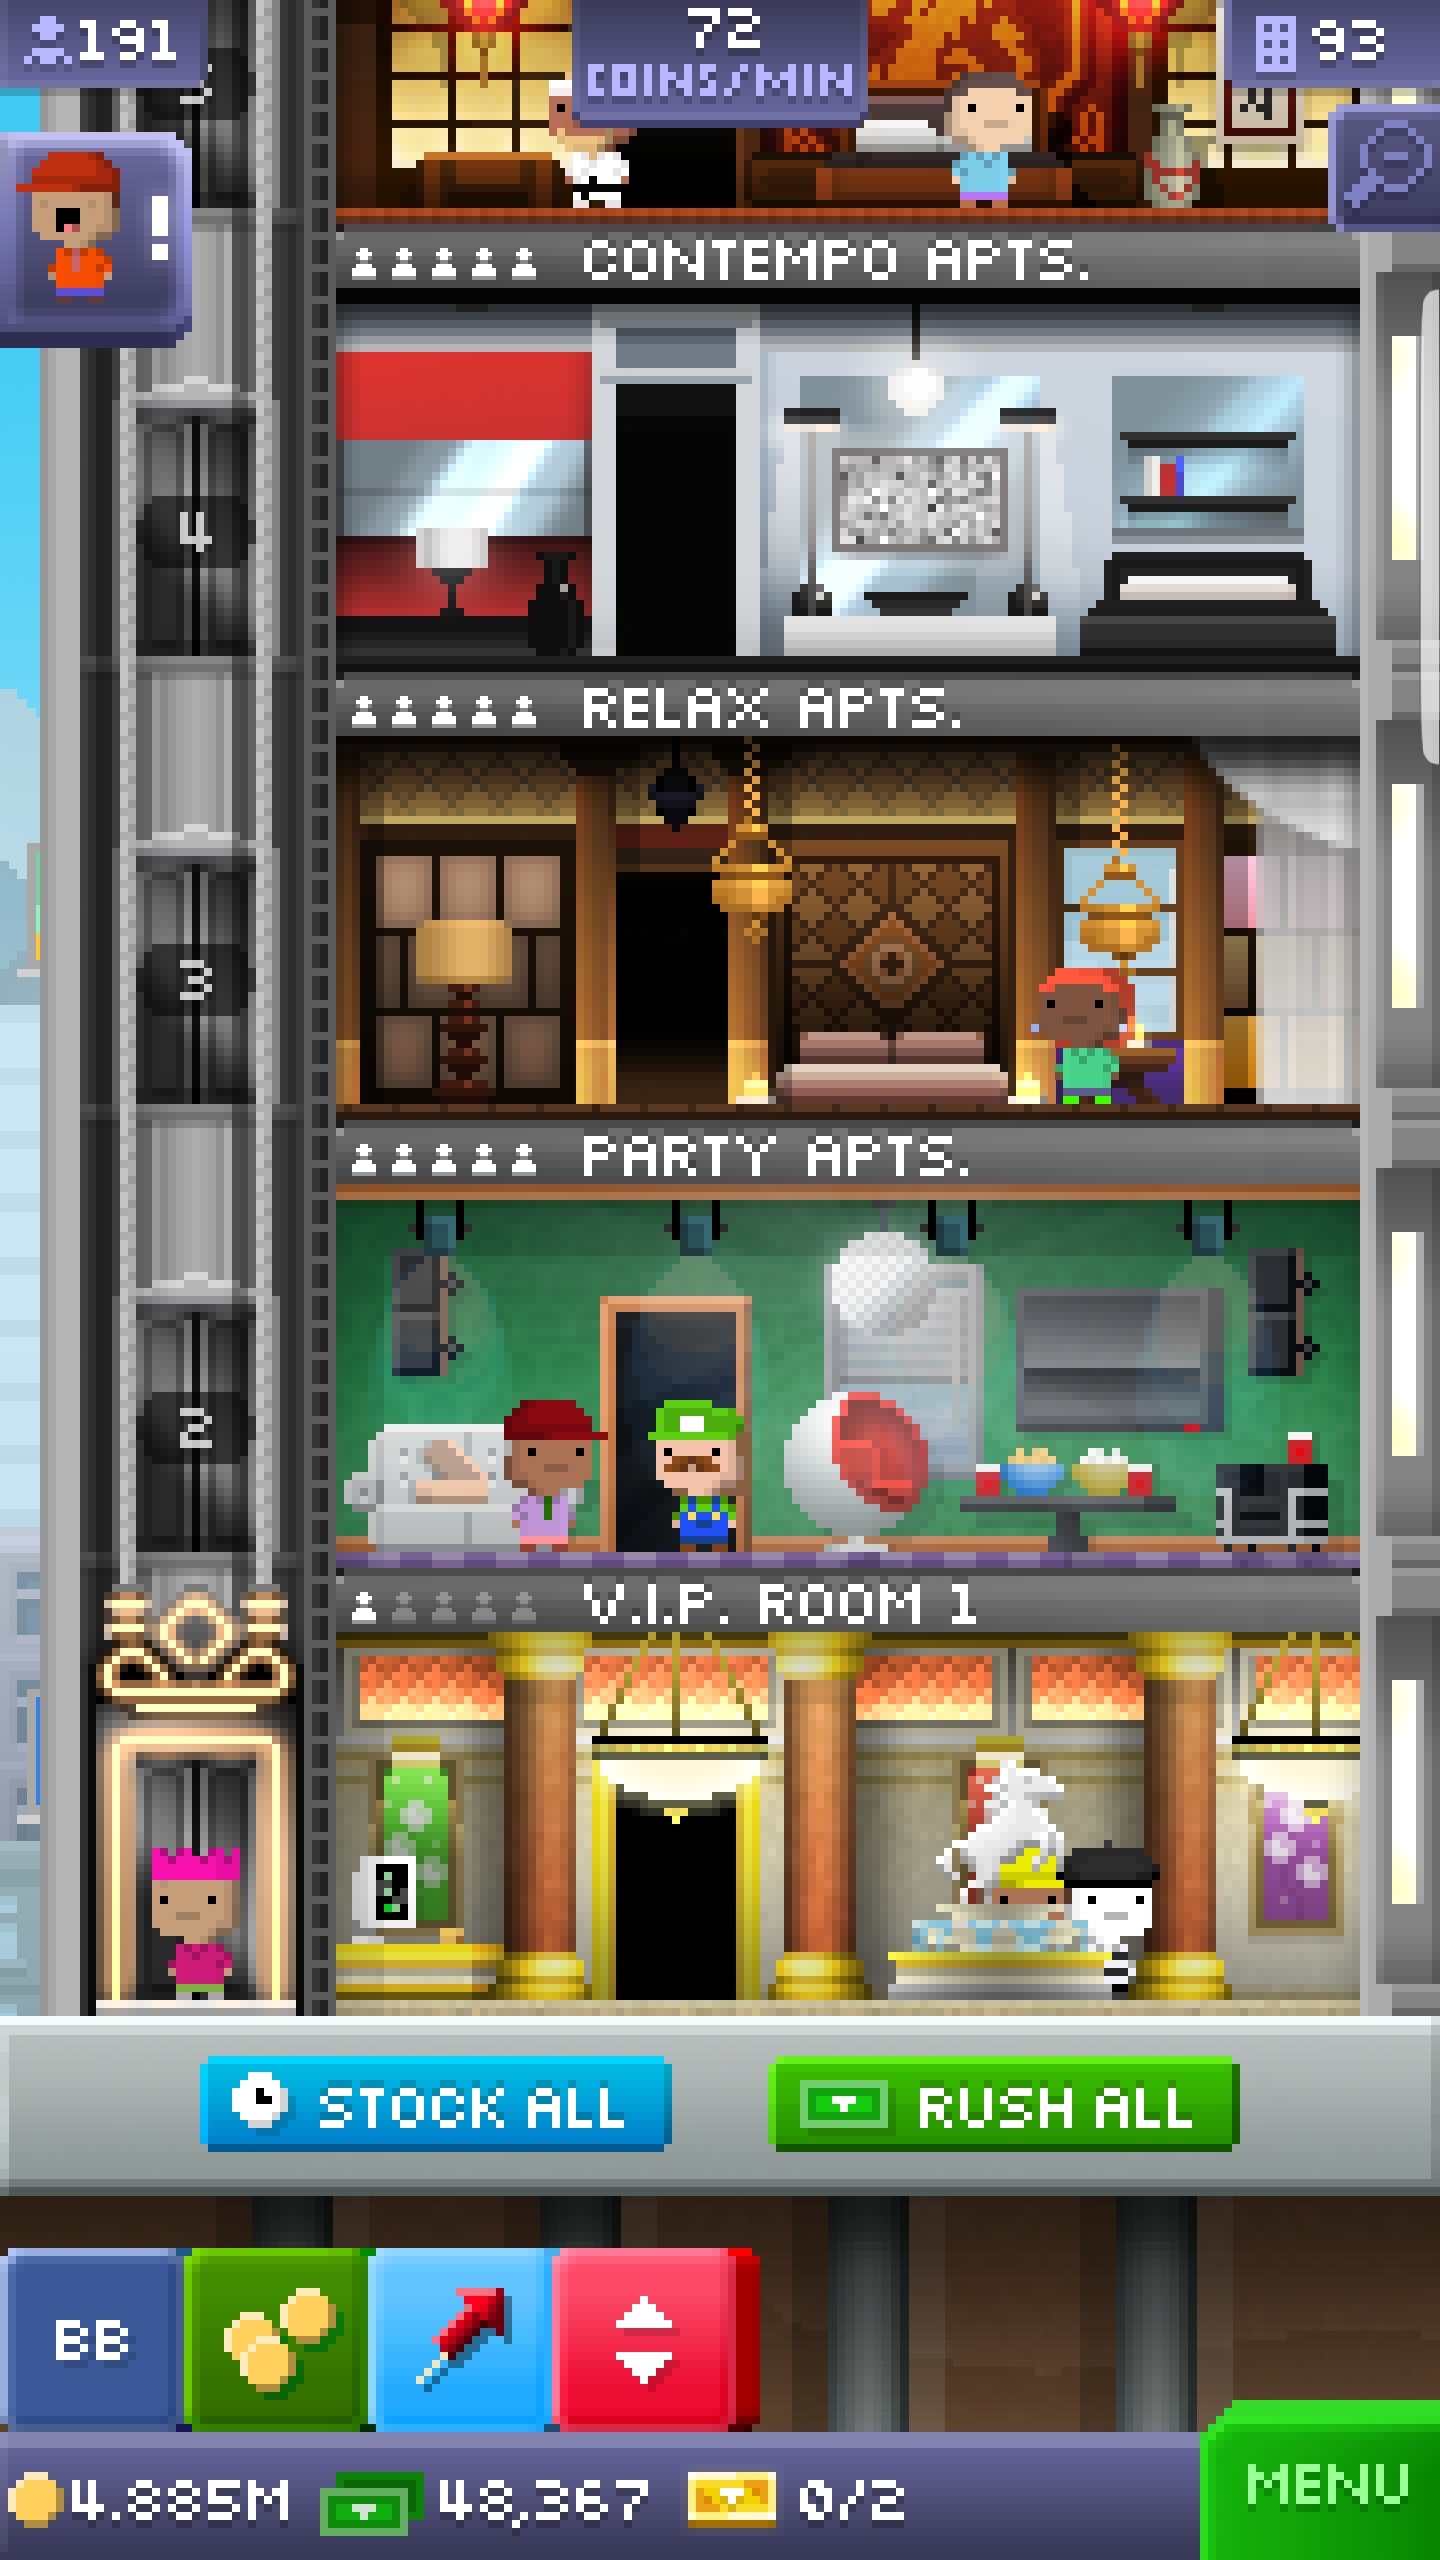 191
72
COINS/MIN
93
!
CONTEMPO APTS.
4
RELAX APTS.
3
PARTY APTS.
2
V.I.P. ROOM 1
STOCK ALL
RUSH ALL
BB
4.885M
48,367
0/2
MENU